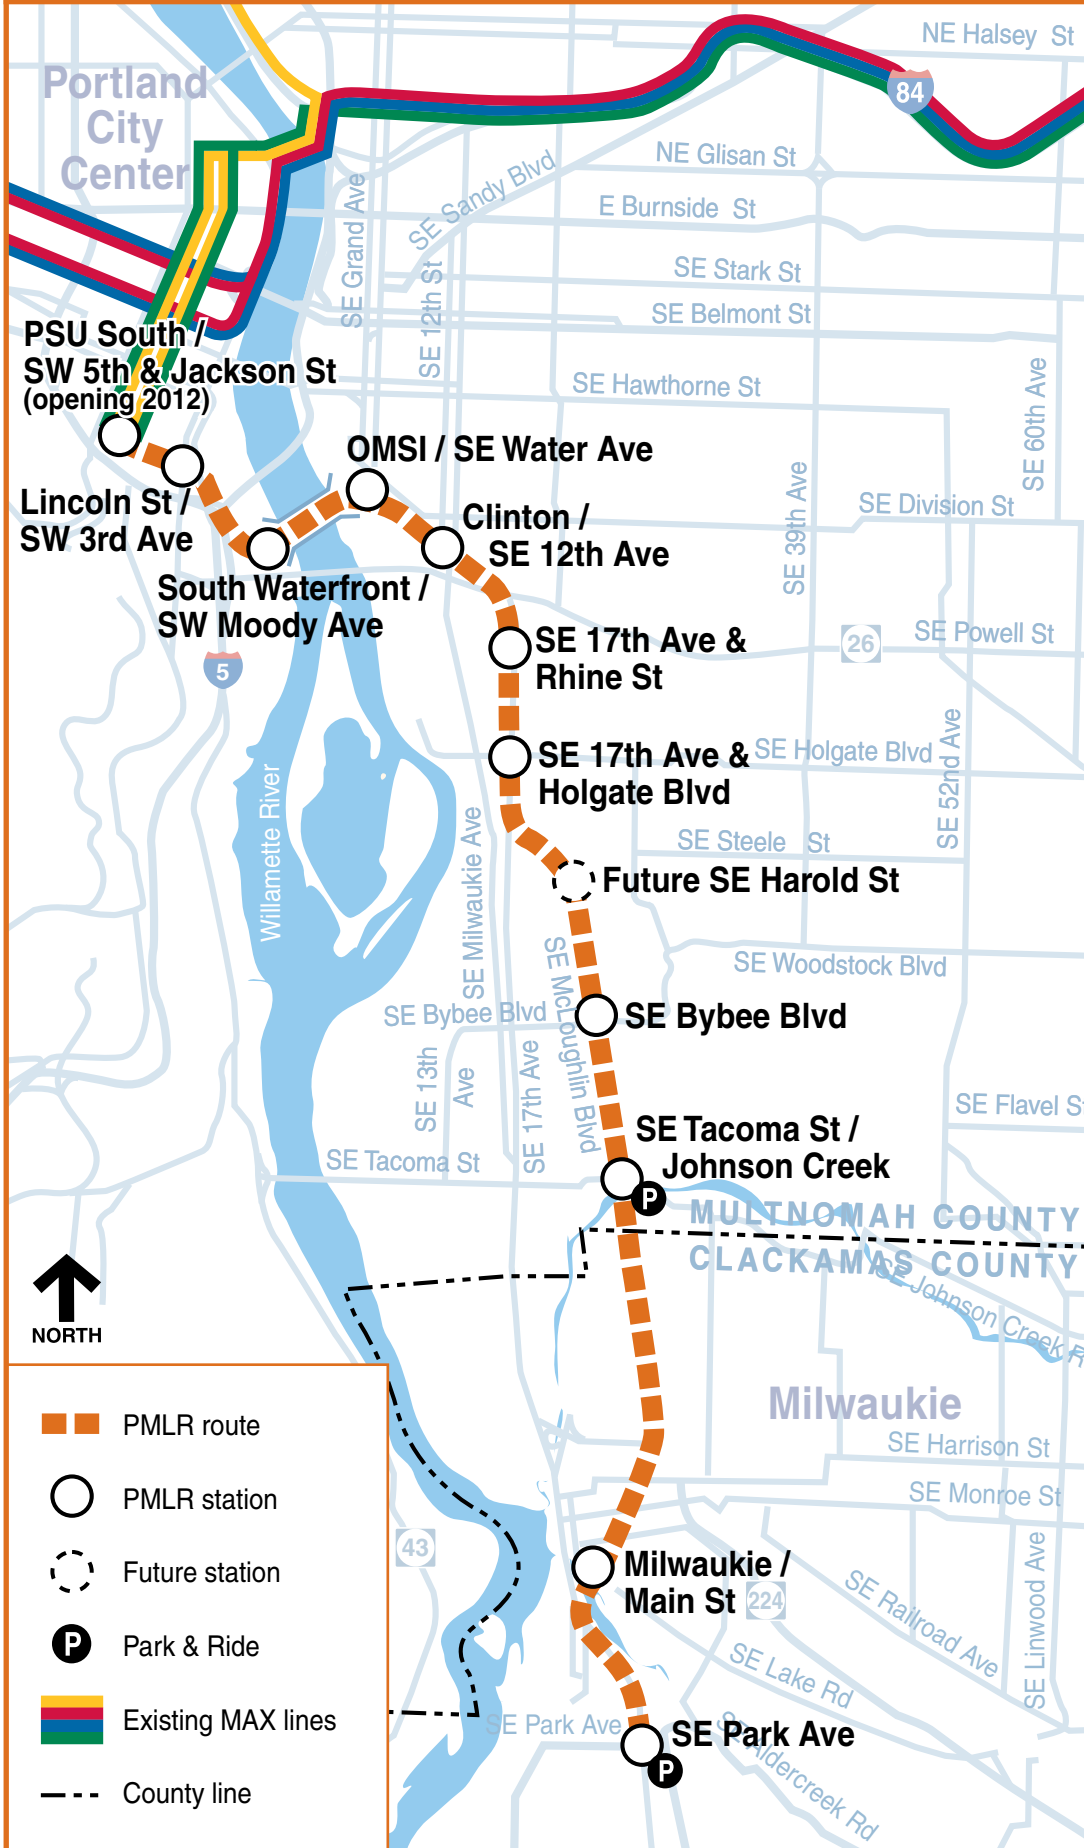 NE Halsey St
84
Portland
City
Center
NE Glisan St
SE Sandy Blvd
E Burnside St
SE Grand Ave
SE 12th St
SE Stark St
SE Belmont St
PSU South /
SW 5th & Jackson St
(opening 2012)
SE Hawthorne St
SE 60th Ave
OMSI / SE Water Ave
SE 39th Ave
SE Division St
Lincoln St /
SW 3rd Ave
Clinton /
SE 12th Ave
South Waterfront /
SW Moody Ave
SE 17th Ave &
Rhine St
26
SE Powell St
5
SE 17th Ave &
Holgate Blvd
SE Holgate Blvd
SE 52nd Ave
Willamette River
SE Milwaukie Ave
SE Steele St
Future SE Harold St
SE McLoughlin Blvd
SE Woodstock Blvd
SE Bybee Blvd
SE Bybee Blvd
SE 13th
Ave
SE 17th Ave
SE Flavel St
SE Tacoma St /
Johnson Creek
SE Tacoma St
P
MULTNOMAH COUNTY
CLACKAMAS COUNTY
SE Johnson Creek R
NORTH
Milwaukie
SE Harrison St
SE Monroe St
PMLR route
PMLR station
Future station
P
Park & Ride
Existing MAX lines
County line
43
Milwaukie /
Main St
224
SE Railroad Ave
SE Linwood Ave
SE Lake Rd
SE Park Ave
SE Park Ave
P
SE Aldercreek Rd